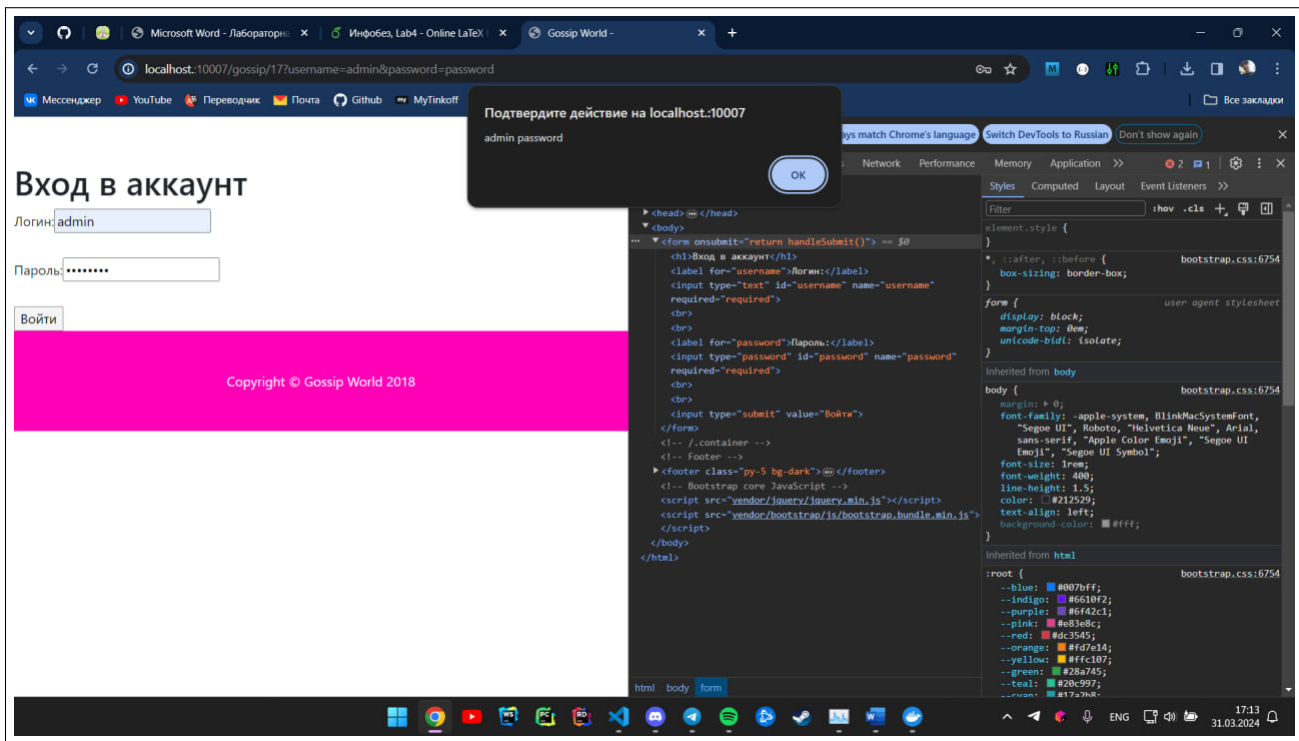 Microsoft Word - Лабораторн
Инфобез, Lab4 - Online LaTeX
Gossip World -
localhost.:10007/gossip/17?username=admin&password=password
Мессенджер YouTube Переводчик Почта Github MyTinkoff
Все закладки
Подтвердите действие на localhost.:10007
admin password
OK
ays match Chrome's language
Switch DevTools to Russian
Don't show again
Network Performance Memory Application
2 1
Вход в аккаунт
Логин: admin
Пароль: ••••••••
Войти
Copyright © Gossip World 2018
<head> </head>
<body>
<form onsubmit="return handleSubmit()"> == $0
<h1>Вход в аккаунт</h1>
<label for="username">Логин:</label>
<input type="text" id="username" name="username"
required="required">
<br>
<br>
<label for="password">Пароль:</label>
<input type="password" id="password" name="password"
required="required">
<br>
<br>
<input type="submit" value="Войти">
</form>
<!-- /.container -->
<!-- Footer -->
<footer class="py-5 bg-dark"> </footer>
<!-- Bootstrap core JavaScript -->
<script src="vendor/jquery/jquery.min.js"></script>
<script src="vendor/bootstrap/js/bootstrap.bundle.min.js">
</script>
</body>
</html>
html body form
Styles Computed Layout Event Listeners
Filter :hov .cls
element.style {
}
*, ::after, ::before { bootstrap.css:6754
box-sizing: border-box;
}
form { user agent stylesheet
display: block;
margin-top: 0em;
unicode-bidi: isolate;
}
Inherited from body
body { bootstrap.css:6754
margin: 0;
font-family: -apple-system, BlinkMacSystemFont,
"Segoe UI", Roboto, "Helvetica Neue", Arial,
sans-serif, "Apple Color Emoji", "Segoe UI
Emoji", "Segoe UI Symbol";
font-size: 1rem;
font-weight: 400;
line-height: 1.5;
color: #212529;
text-align: left;
background-color: #fff;
}
Inherited from html
:root { bootstrap.css:6754
--blue: #007bff;
--indigo: #6610f2;
--purple: #6f42c1;
--pink: #e83e8c;
--red: #dc3545;
--orange: #fd7e14;
--yellow: #ffc107;
--green: #28a745;
--teal: #20c997;
--cyan: #17a2b8;
ENG
17:13
31.03.2024